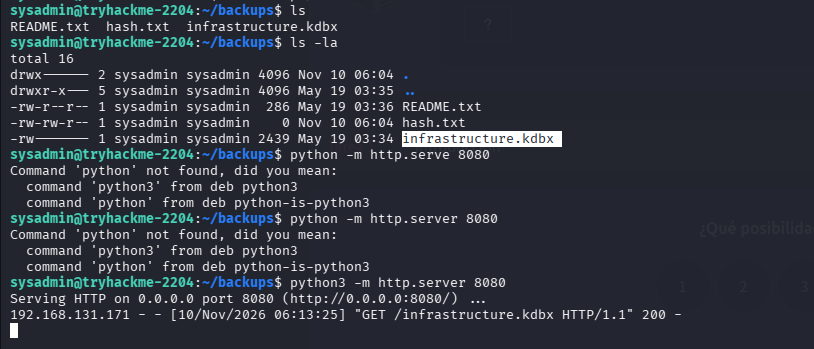 sysadmin@tryhackme-2204:~/backups$ ls
README.txt  hash.txt  infrastructure.kdbx
sysadmin@tryhackme-2204:~/backups$ ls -la
total 16
drwx------ 2 sysadmin sysadmin 4096 Nov 10 06:04 .
drwxr-x--- 5 sysadmin sysadmin 4096 May 19 03:35 ..
-rw-r--r-- 1 sysadmin sysadmin  286 May 19 03:36 README.txt
-rw-rw-r-- 1 sysadmin sysadmin    0 Nov 10 06:04 hash.txt
-rw------- 1 sysadmin sysadmin 2439 May 19 03:34 infrastructure.kdbx
sysadmin@tryhackme-2204:~/backups$ python -m http.serve 8080
Command 'python' not found, did you mean:
  command 'python3' from deb python3
  command 'python' from deb python-is-python3
sysadmin@tryhackme-2204:~/backups$ python -m http.server 8080
Command 'python' not found, did you mean:
  command 'python3' from deb python3
  command 'python' from deb python-is-python3
sysadmin@tryhackme-2204:~/backups$ python3 -m http.server 8080
Serving HTTP on 0.0.0.0 port 8080 (http://0.0.0.0:8080/) ...
192.168.131.171 - - [10/Nov/2026 06:13:25] "GET /infrastructure.kdbx HTTP/1.1" 200 -
?
¿Qué posibilida
1 2 3